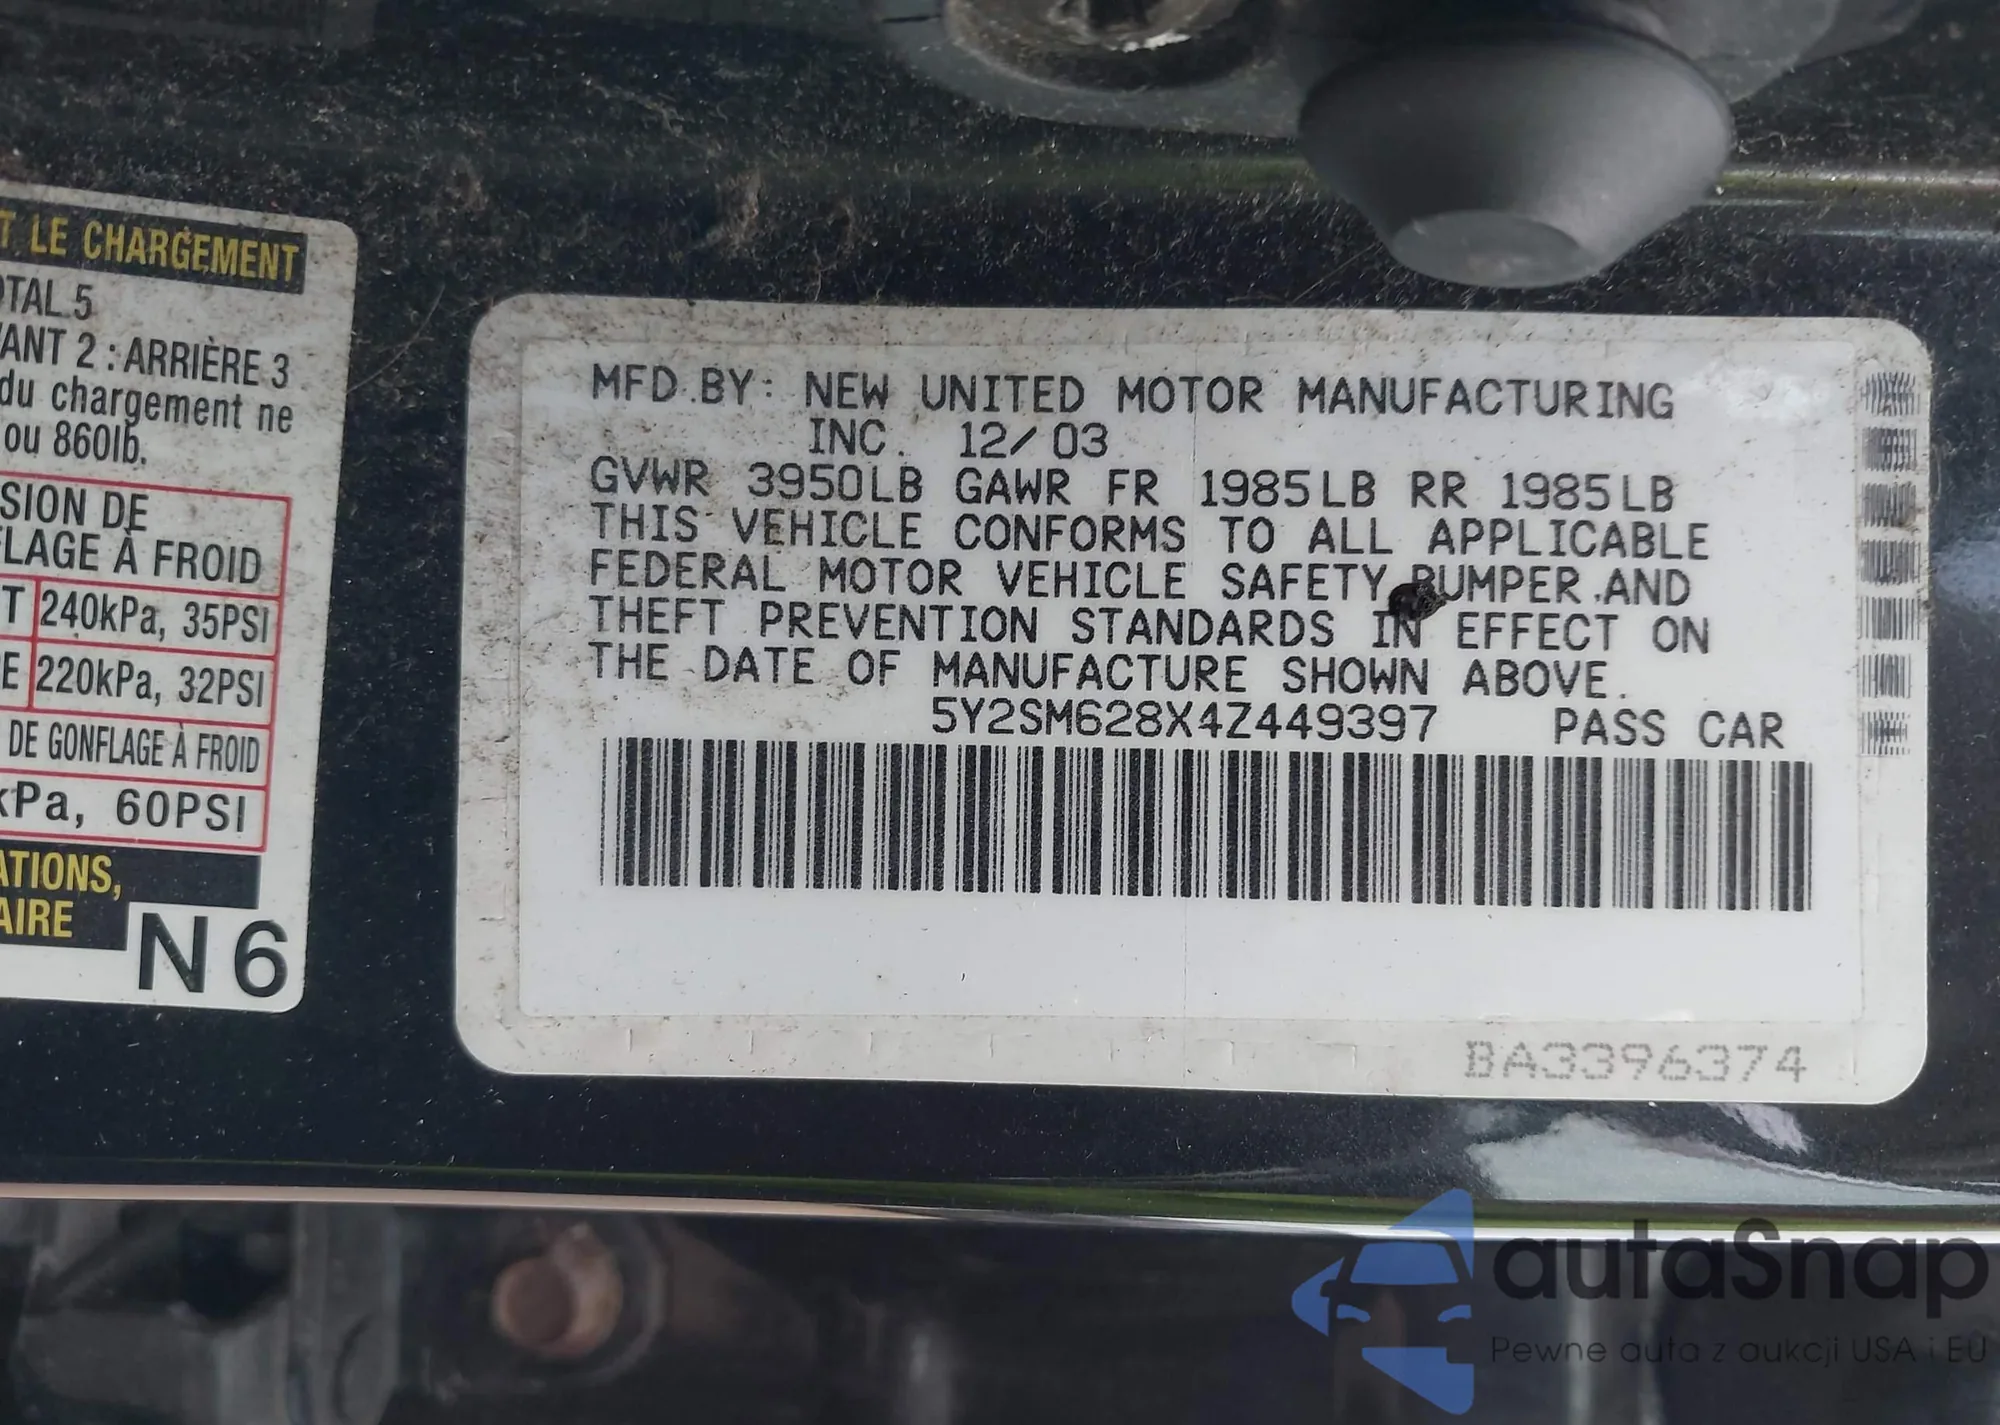 T LE CHARGEMENT
OTAL 5
VANT 2 : ARRIÈRE 3
du chargement ne
ou 860lb.
SION DE
FLAGE À FROID
T 240kPa, 35PSI
E 220kPa, 32PSI
DE GONFLAGE À FROID
kPa, 60PSI
ATIONS,
AIRE
N6
MFD.BY: NEW UNITED MOTOR MANUFACTURING
INC. 12/03
GVWR 3950LB GAWR FR 1985LB RR 1985LB
THIS VEHICLE CONFORMS TO ALL APPLICABLE
FEDERAL MOTOR VEHICLE SAFETY BUMPER AND
THEFT PREVENTION STANDARDS IN EFFECT ON
THE DATE OF MANUFACTURE SHOWN ABOVE.
5Y2SM628X4Z449397 PASS CAR
BA3396374
autaSnap
Pewne auta z aukcji USA i EU